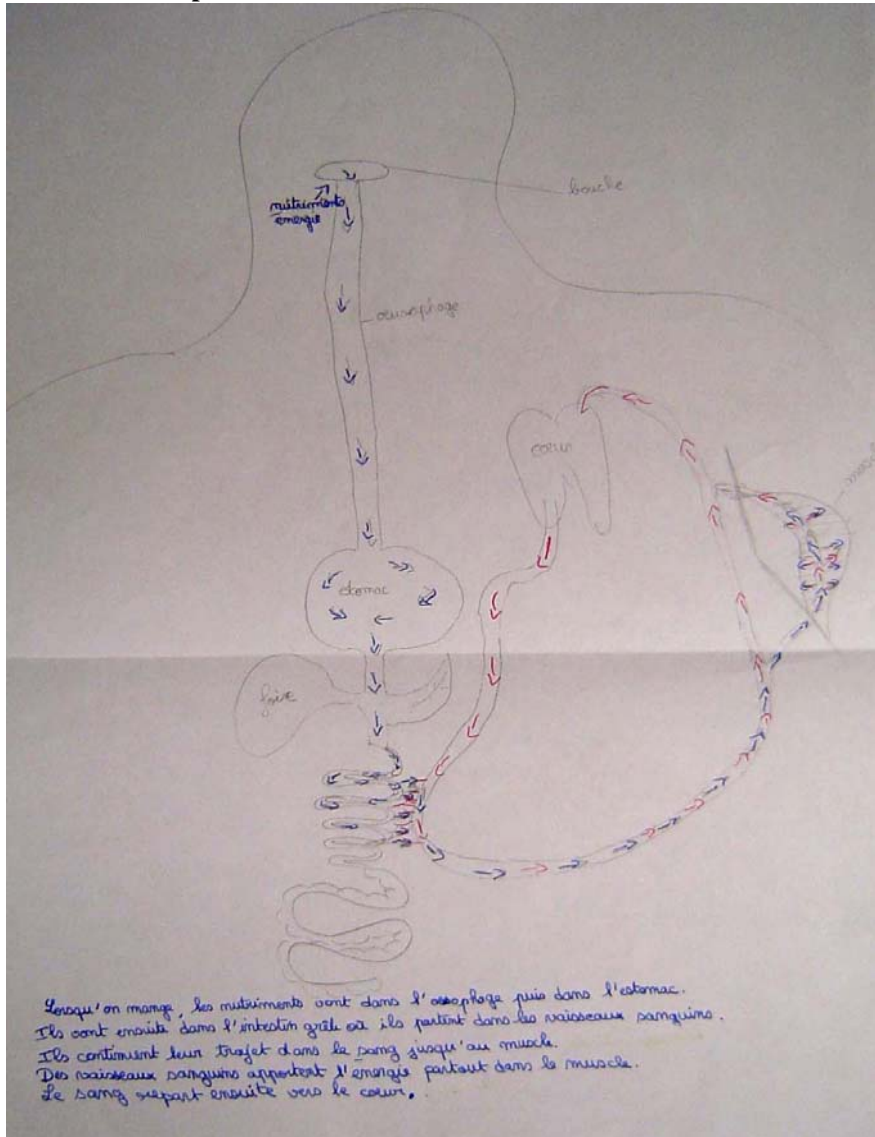 bouche
nutriments
énergie
oeusophage
coeur
estomac
foie
Lorsqu'on mange, les nutriments vont dans l'oesophage puis dans l'estomac.
Ils vont ensuite dans l'intestin grêle où ils partent dans les vaisseaux sanguins.
Ils continuent leur trajet dans le sang jusqu'au muscle.
Des vaisseaux sanguins apportent l'énergie partout dans le muscle.
Le sang repart ensuite vers le coeur.